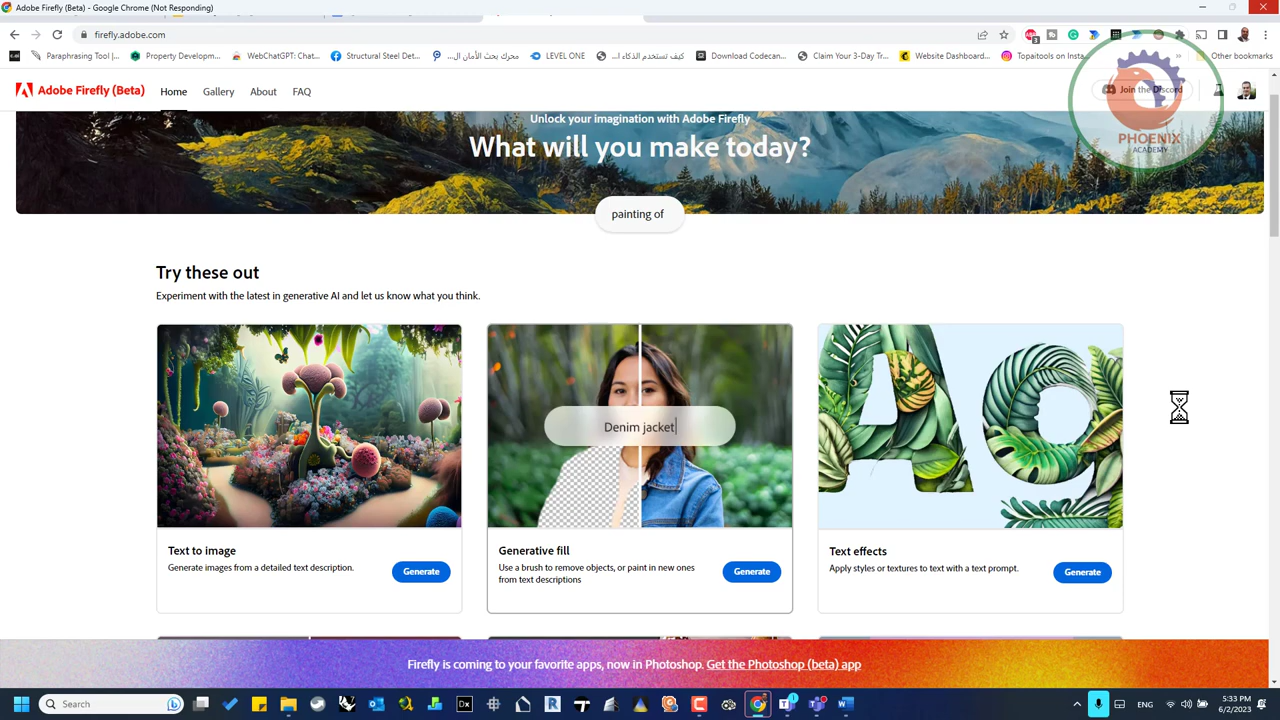 Adobe Firefly (Beta) - Google Chrome (Not Responding)
firefly.adobe.com
Paraphrasing Tool |...
Property Developm...
WebChatGPT: Chat...
Structural Steel Det...
محرك بحث الأمان ال...
LEVEL ONE
كيف تستخدم الذكاء ا...
Download Codecan...
Claim Your 3-Day Tr...
Website Dashboard...
Topaitools on Insta...
Other bookmarks
Adobe Firefly (Beta)
Home
Gallery
About
FAQ
Join the Discord
PHOENIX
ACADEMY
Unlock your imagination with Adobe Firefly
What will you make today?
painting of
Try these out
Experiment with the latest in generative AI and let us know what you think.
Denim jacket
Text to image
Generate images from a detailed text description.
Generate
Generative fill
Use a brush to remove objects, or paint in new ones
from text descriptions
Generate
Text effects
Apply styles or textures to text with a text prompt.
Generate
Firefly is coming to your favorite apps, now in Photoshop. Get the Photoshop (beta) app
Search
ENG
5:33 PM
6/2/2023